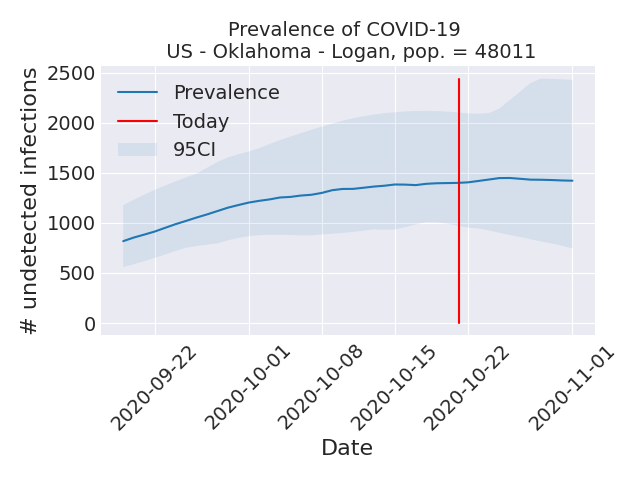 Prevalence of COVID-19
US - Oklahoma - Logan, pop. = 48011
# undetected infections
2500
2000
1500
1000
500
0
Prevalence
Today
95CI
2020-09-22
2020-10-01
2020-10-08
2020-10-15
2020-10-22
2020-11-01
Date